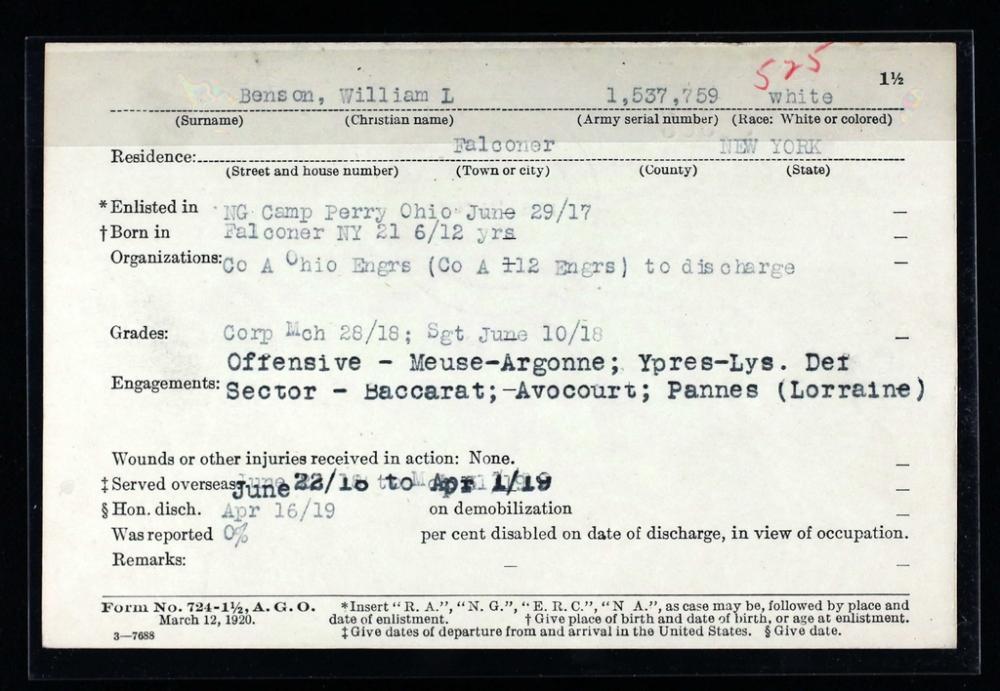 525
1½
Benson, William L 1,537,759 white
(Surname) (Christian name) (Army serial number) (Race: White or colored)
Residence: Falconer NEW YORK
(Street and house number) (Town or city) (County) (State)
*Enlisted in NG Camp Perry Ohio June 29/17 —
†Born in Falconer NY 21 6/12 yrs —
Organizations: Co A Ohio Engrs (Co A 112 Engrs) to discharge —
Grades: Corp Mch 28/18; Sgt June 10/18 —
Offensive - Meuse-Argonne; Ypres-Lys. Def
Engagements: Sector - Baccarat;-Avocourt; Pannes (Lorraine)
Wounds or other injuries received in action: None. —
‡Served overseas June 22/18 to Apr 1/19 —
§Hon. disch. Apr 16/19 on demobilization —
Was reported 0% per cent disabled on date of discharge, in view of occupation.
Remarks: — —
Form No. 724-1½, A. G. O. *Insert "R. A.", "N. G.", "E. R. C.", "N A.", as case may be, followed by place and
March 12, 1920. date of enlistment. †Give place of birth and date of birth, or age at enlistment.
3—7688 ‡Give dates of departure from and arrival in the United States. §Give date.